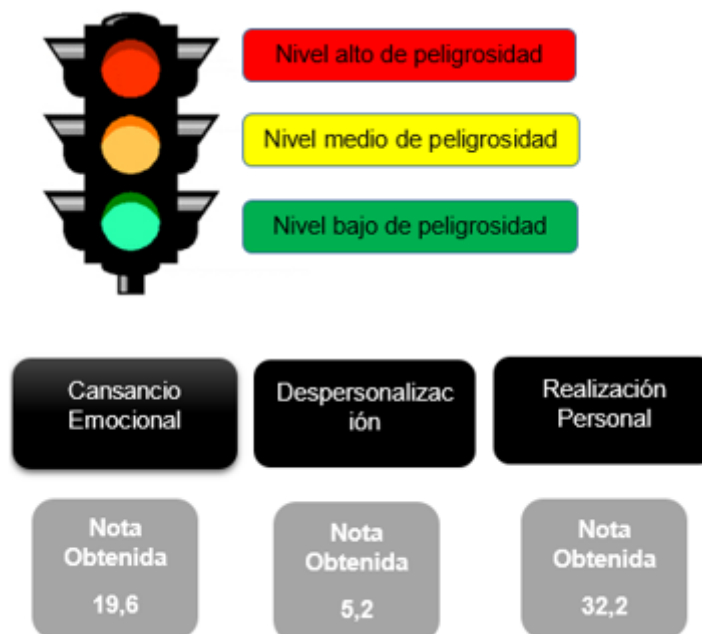 Nivel alto de peligrosidad
Nivel medio de peligrosidad
Nivel bajo de peligrosidad
Cansancio
Emocional
Despersonalizac
ión
Realización
Personal
Nota
Obtenida
19,6
Nota
Obtenida
5,2
Nota
Obtenida
32,2